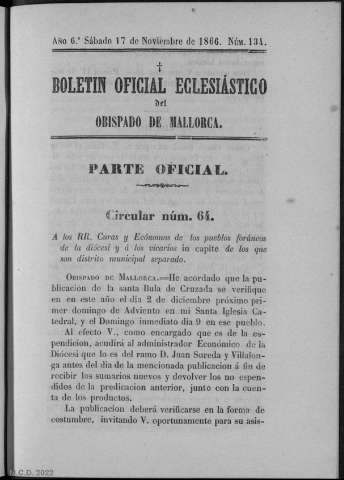 Año 6.º Sábado 17 de Noviembre de 1866. Núm. 134.
BOLETIN OFICIAL ECLESIÁSTICO
del
OBISPADO DE MALLORCA.
PARTE OFICIAL.
Circular núm. 64.
A los RR. Curas y Ecónomos de los pueblos foráneos
de la diócesi y á los vicarios in capite de los que
son distrito municipal separado.
OBISPADO DE MALLORCA.—He acordado que la pu-
blicacion de la santa Bula de Cruzada se verifique
en en este año el dia 2 de diciembre próximo pri-
mer domingo de Adviento en mi Santa Iglesia Ca-
tedral, y el Domingo inmediato dia 9 en ese pueblo.
Al efecto V., como encargado que es de la es-
pendicion, acudirá al administrador Económico de la
Diócesi que lo es del ramo D. Juan Sureda y Villalon-
ga antes del dia de la mencionada publicacion á fin de
recibir los sumarios nuevos y devolver los no espen-
didos de la predicacion anterior, junto con la cuen-
ta de los productos.
La publicacion deberá verificarse en la forma de
costumbre, invitando V. oportunamente para su asis-
M.C.D. 2022